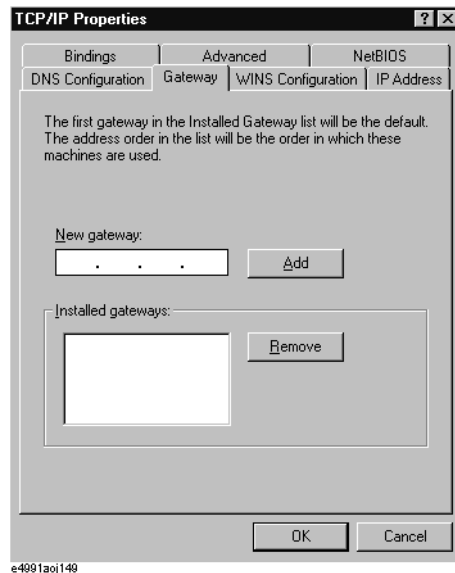 TCP/IP Properties
Bindings Advanced NetBIOS
DNS Configuration Gateway WINS Configuration IP Address
The first gateway in the Installed Gateway list will be the default.
The address order in the list will be the order in which these
machines are used.
New gateway:
. . .
Add
Installed gateways:
Remove
OK Cancel
e4991aoi149